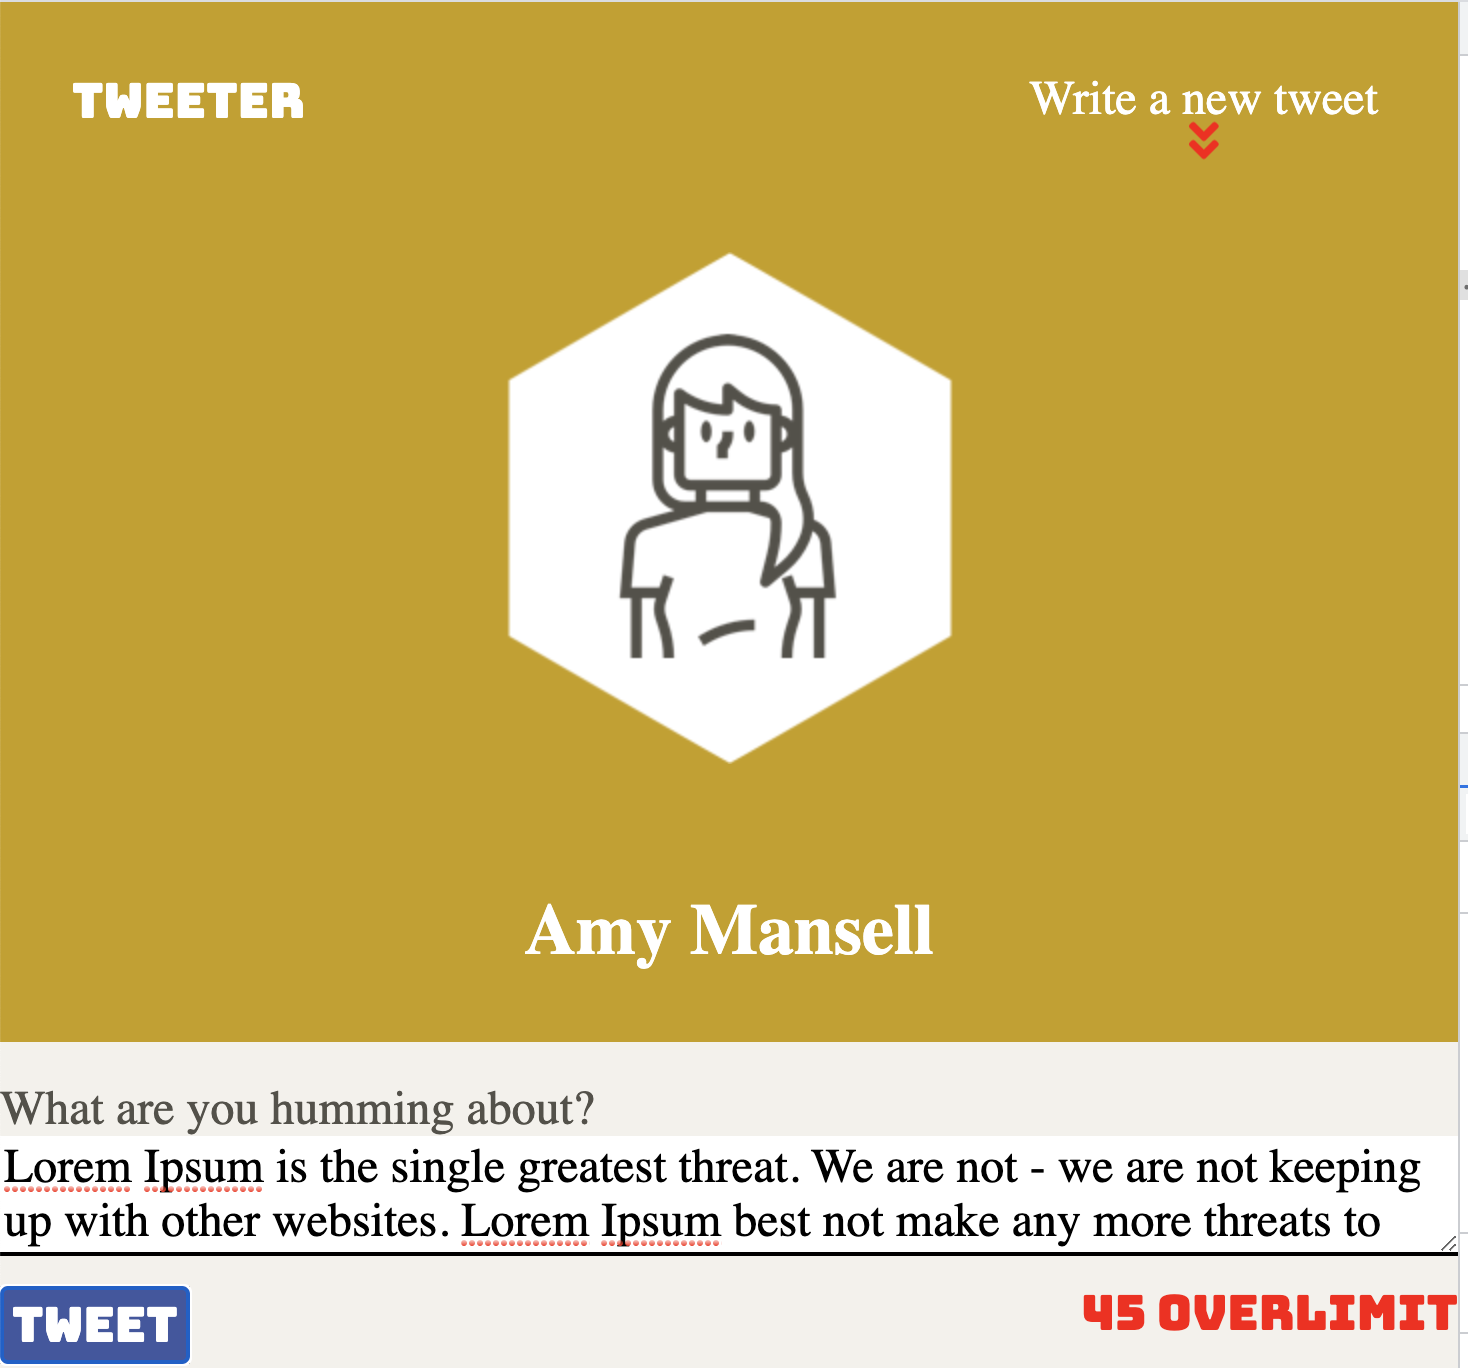 TWEETER
Write a new tweet
Amy Mansell
What are you humming about?
Lorem Ipsum is the single greatest threat. We are not - we are not keeping
up with other websites. Lorem Ipsum best not make any more threats to
TWEET
45 OVERLIMIT